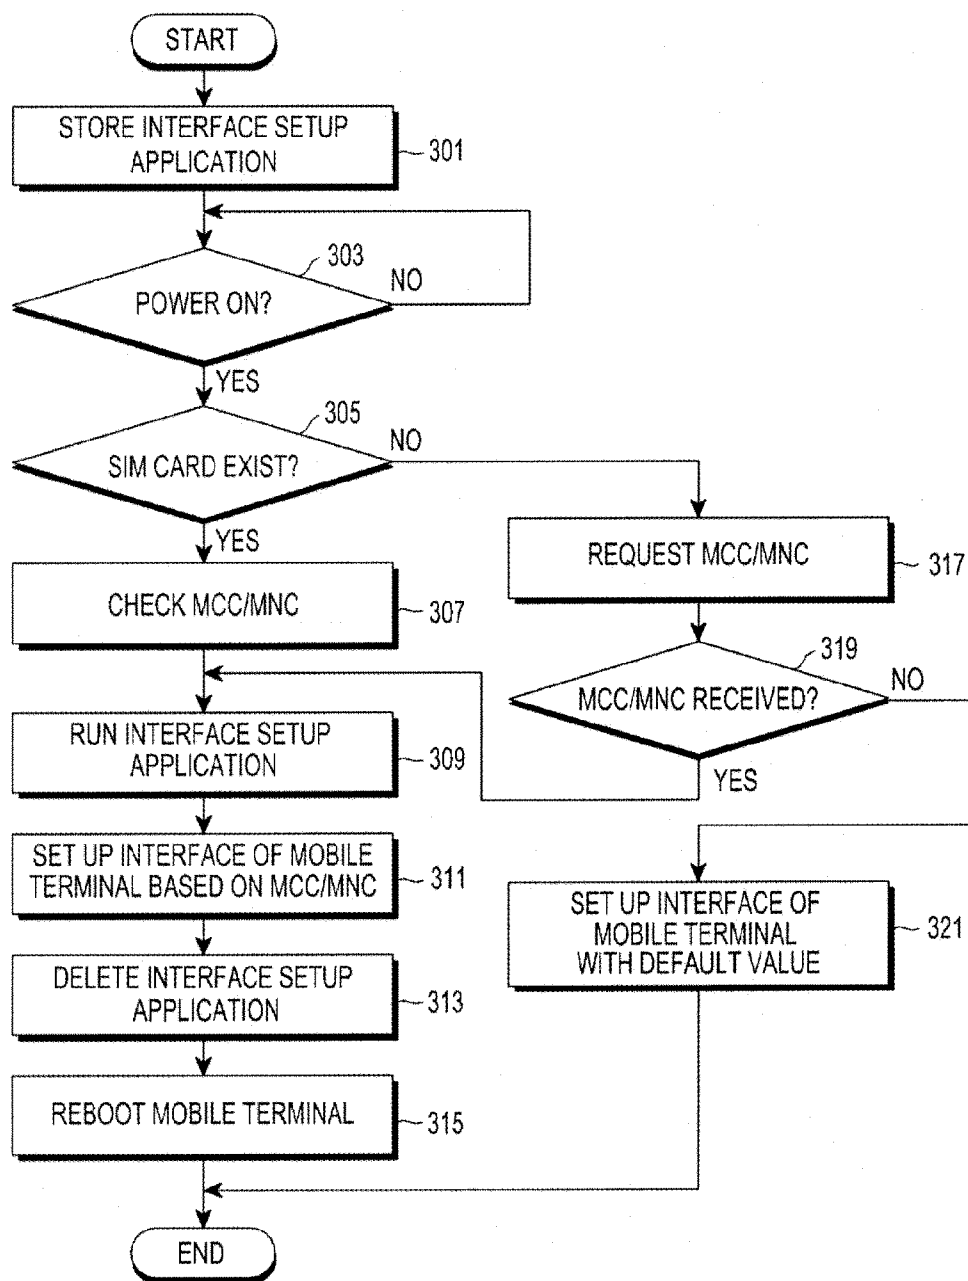 START
STORE INTERFACE SETUP
APPLICATION
301
303
NO
POWER ON?
YES
305
NO
SIM CARD EXIST?
YES
CHECK MCC/MNC
307
REQUEST MCC/MNC
317
319
NO
MCC/MNC RECEIVED?
YES
RUN INTERFACE SETUP
APPLICATION
309
SET UP INTERFACE OF MOBILE
TERMINAL BASED ON MCC/MNC
311
SET UP INTERFACE OF
MOBILE TERMINAL
WITH DEFAULT VALUE
321
DELETE INTERFACE SETUP
APPLICATION
313
REBOOT MOBILE TERMINAL
315
END